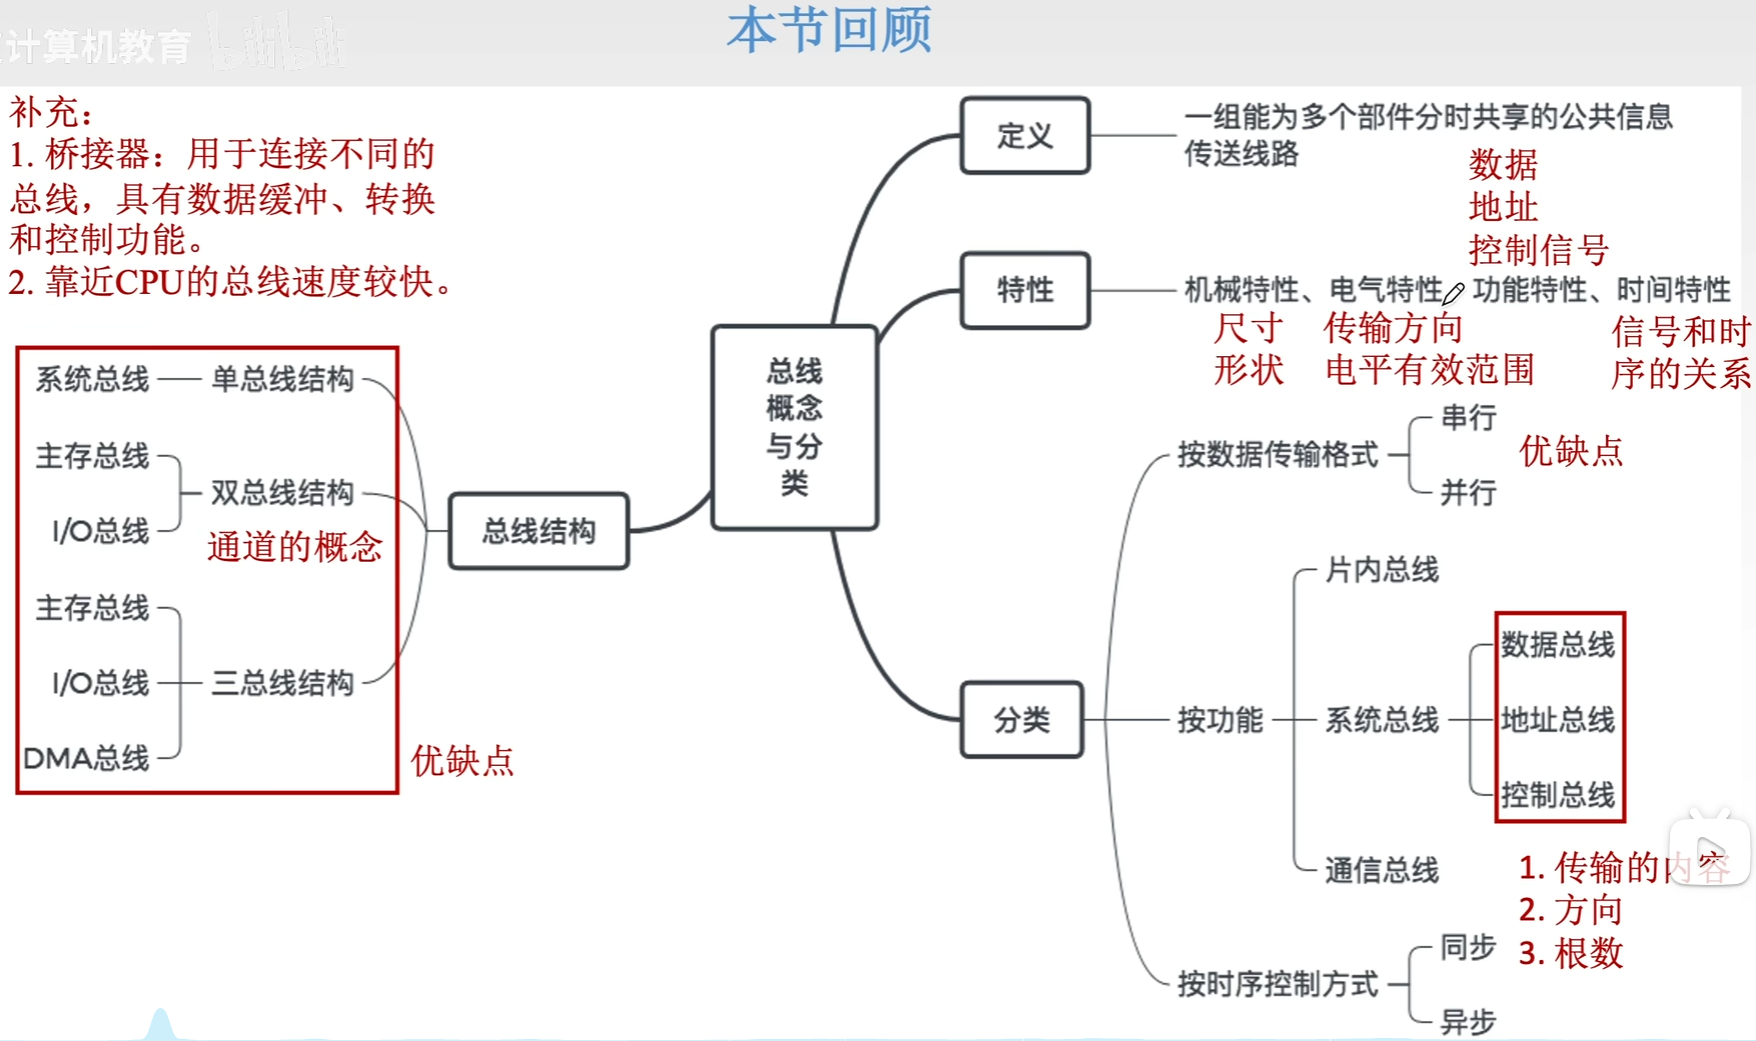 本节回顾
计算机教育 bilibili
补充：
1. 桥接器：用于连接不同的
总线，具有数据缓冲、转换
和控制功能。
2. 靠近CPU的总线速度较快。
系统总线
单总线结构
主存总线
双总线结构
I/O总线
通道的概念
主存总线
I/O总线
三总线结构
DMA总线
优缺点
总线结构
总线
概念
与分
类
定义
一组能为多个部件分时共享的公共信息
传送线路
数据
地址
控制信号
特性
机械特性、电气特性 功能特性、时间特性
尺寸
形状
传输方向
电平有效范围
信号和时
序的关系
分类
按数据传输格式
串行
并行
优缺点
按功能
片内总线
系统总线
数据总线
地址总线
控制总线
通信总线
1. 传输的内容
2. 方向
3. 根数
按时序控制方式
同步
异步